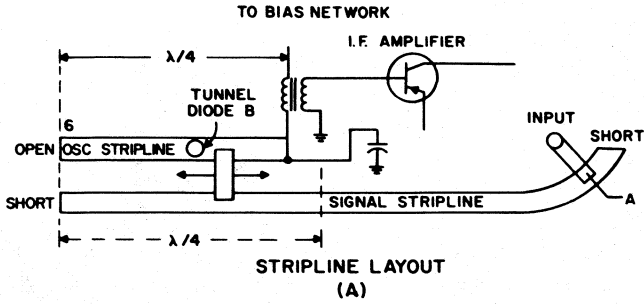 TO BIAS NETWORK
λ/4
I.F. AMPLIFIER
TUNNEL
DIODE B
6
INPUT
SHORT
OPEN
OSC STRIPLINE
SHORT
SIGNAL STRIPLINE
A
λ/4
STRIPLINE LAYOUT
(A)